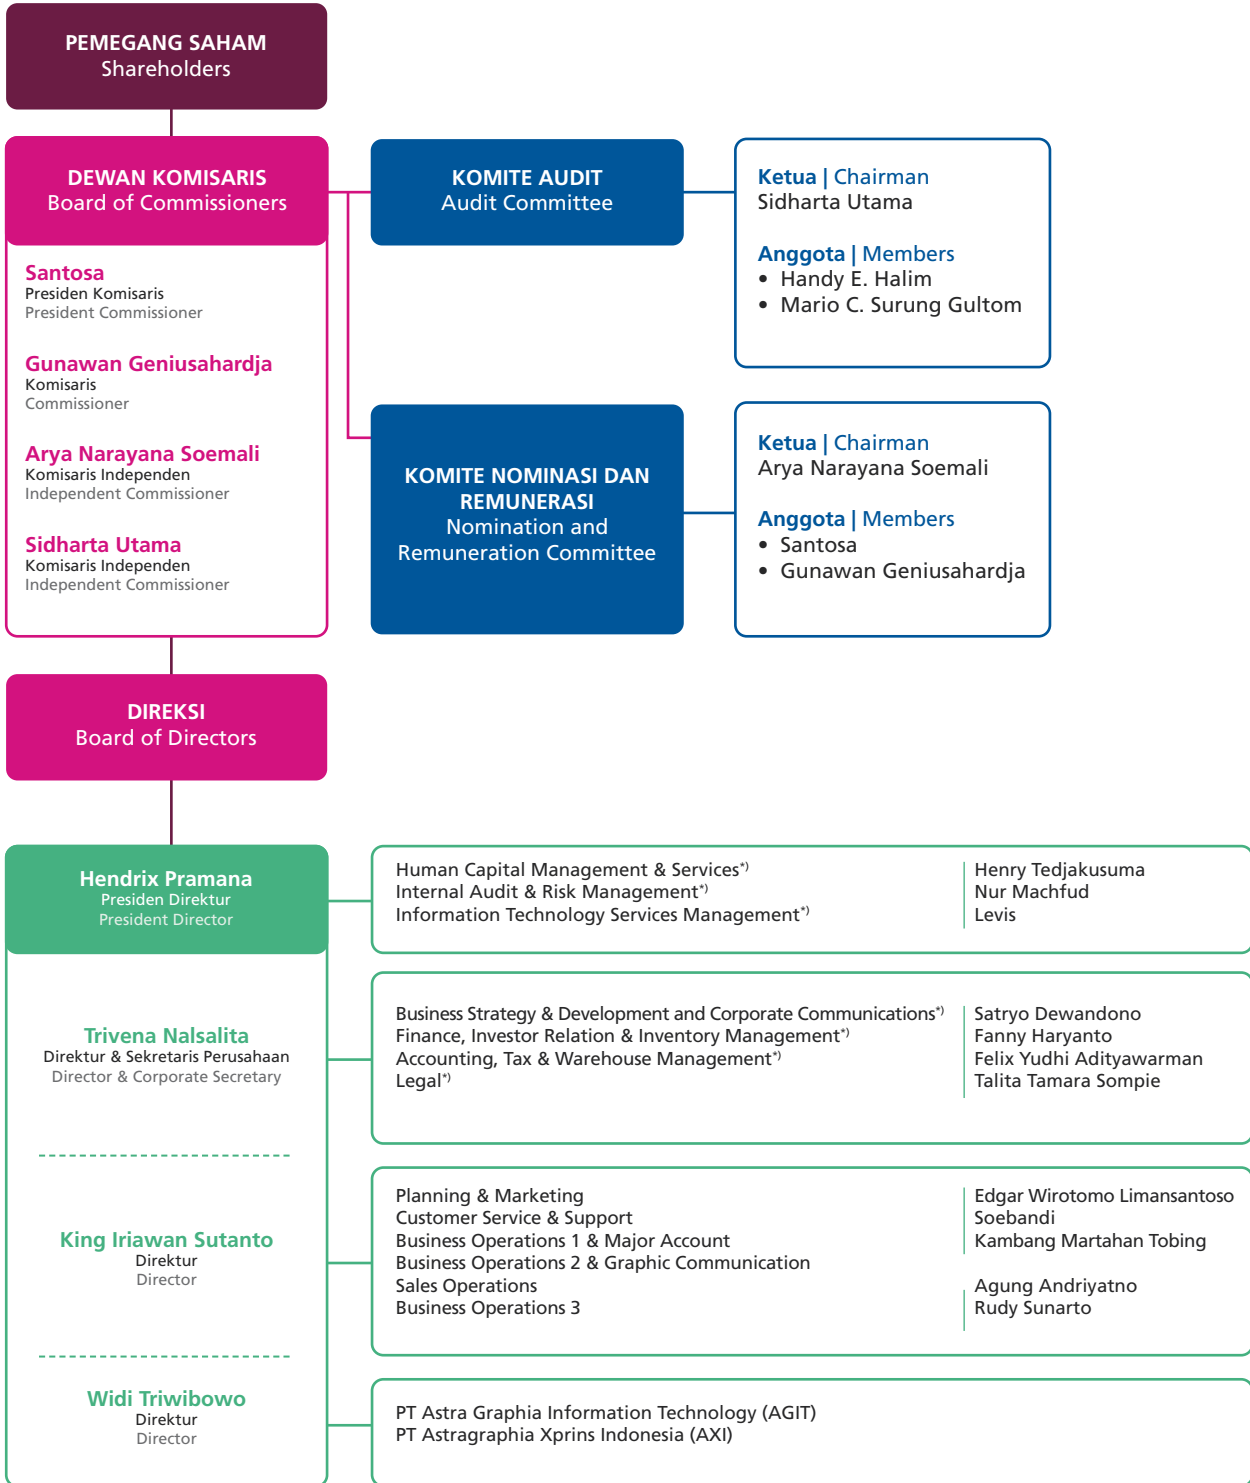 PEMEGANG SAHAM
Shareholders
DEWAN KOMISARIS
Board of Commissioners
Santosa
Presiden Komisaris
President Commissioner
Gunawan Geniusahardja
Komisaris
Commissioner
Arya Narayana Soemali
Komisaris Independen
Independent Commissioner
Sidharta Utama
Komisaris Independen
Independent Commissioner
KOMITE AUDIT
Audit Committee
Ketua | Chairman
Sidharta Utama
Anggota | Members
• Handy E. Halim
• Mario C. Surung Gultom
KOMITE NOMINASI DAN
REMUNERASI
Nomination and
Remuneration Committee
Ketua | Chairman
Arya Narayana Soemali
Anggota | Members
• Santosa
• Gunawan Geniusahardja
DIREKSI
Board of Directors
Hendrix Pramana
Presiden Direktur
President Director
Human Capital Management & Services*)
Internal Audit & Risk Management*)
Information Technology Services Management*)
Henry Tedjakusuma
Nur Machfud
Levis
Trivena Nalsalita
Direktur & Sekretaris Perusahaan
Director & Corporate Secretary
Business Strategy & Development and Corporate Communications*)
Finance, Investor Relation & Inventory Management*)
Accounting, Tax & Warehouse Management*)
Legal*)
Satryo Dewandono
Fanny Haryanto
Felix Yudhi Adityawarman
Talita Tamara Sompie
King Iriawan Sutanto
Direktur
Director
Planning & Marketing
Customer Service & Support
Business Operations 1 & Major Account
Business Operations 2 & Graphic Communication
Sales Operations
Business Operations 3
Edgar Wirotomo Limansantoso
Soebandi
Kambang Martahan Tobing
Agung Andriyatno
Rudy Sunarto
Widi Triwibowo
Direktur
Director
PT Astra Graphia Information Technology (AGIT)
PT Astragraphia Xprins Indonesia (AXI)